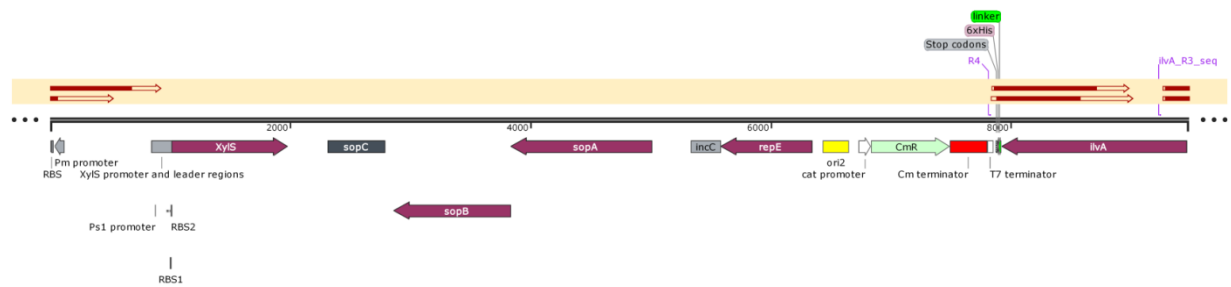 linker
6xHis
Stop codons
R4
ilvA_R3_seq
2000
4000
6000
8000
XylS
sopC
sopA
incC
repE
CmR
ilvA
Pm promoter
ori2
RBS
XylS promoter and leader regions
cat promoter
Cm terminator
T7 terminator
sopB
Ps1 promoter
RBS2
RBS1